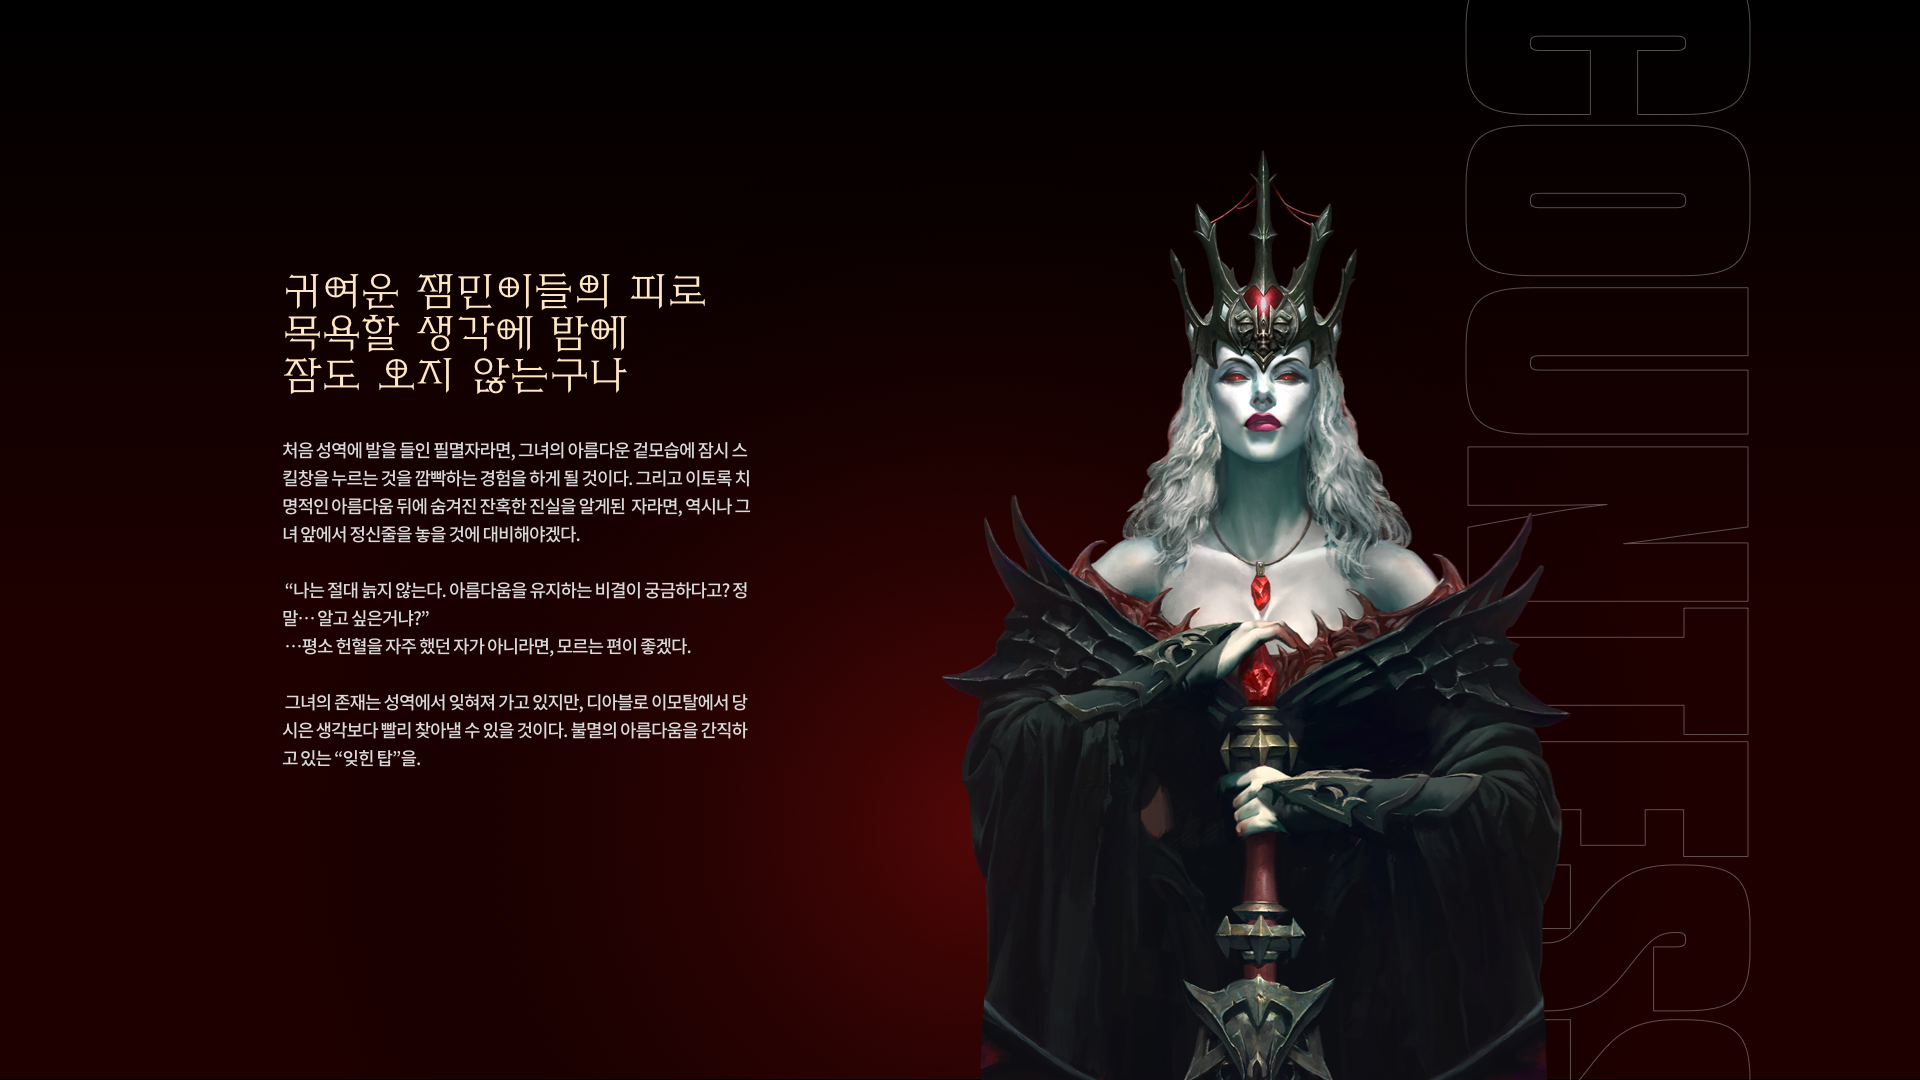 귀여운 잼민이들의 피로
목욕할 생각에 밤에
잠도 오지 않는구나
처음 성역에 발을 들인 필멸자라면, 그녀의 아름다운 겉모습에 잠시 스
킬창을 누르는 것을 깜빡하는 경험을 하게 될 것이다. 그리고 이토록 치
명적인 아름다움 뒤에 숨겨진 잔혹한 진실을 알게된 자라면, 역시나 그
녀 앞에서 정신줄을 놓을 것에 대비해야겠다.
“나는 절대 늙지 않는다. 아름다움을 유지하는 비결이 궁금하다고? 정
말… 알고 싶은거냐?”
…평소 헌혈을 자주 했던 자가 아니라면, 모르는 편이 좋겠다.
그녀의 존재는 성역에서 잊혀져 가고 있지만, 디아블로 이모탈에서 당
시은 생각보다 빨리 찾아낼 수 있을 것이다. 불멸의 아름다움을 간직하
고 있는 “잊힌 탑”을.
COUNTESS